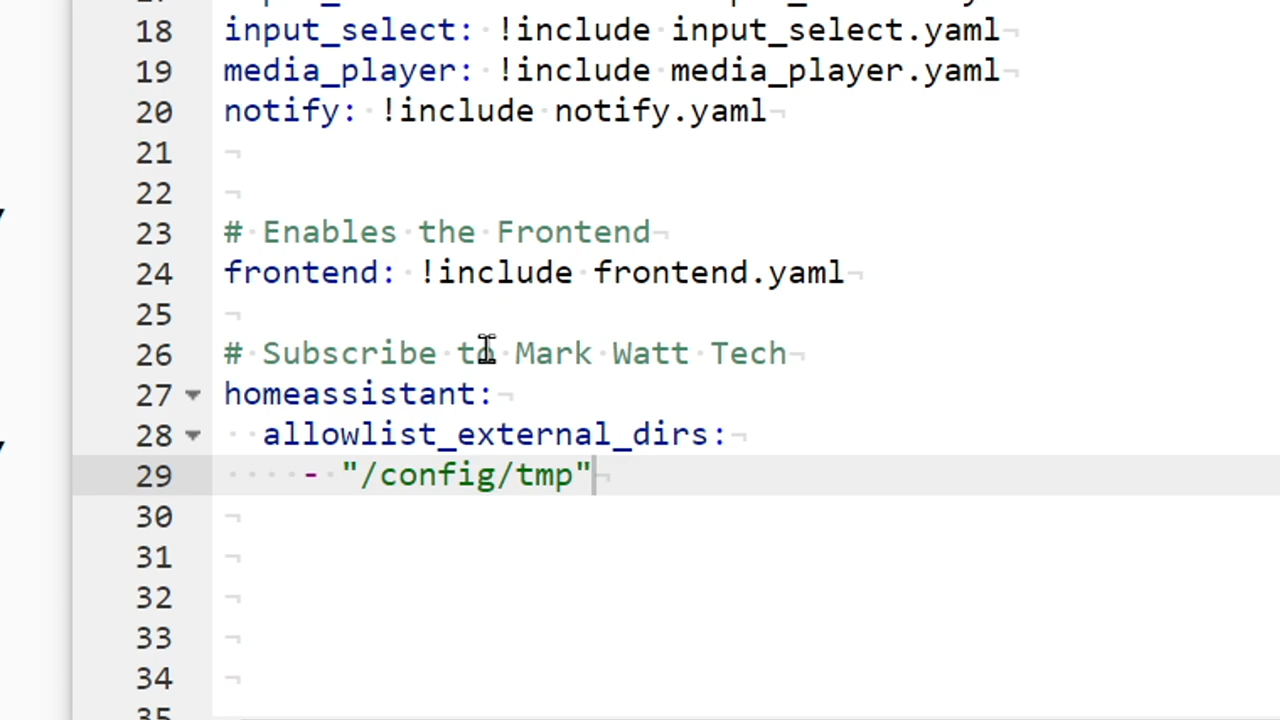 18 input_select: !include input_select.yaml
19 media_player: !include media_player.yaml
20 notify: !include notify.yaml
21
22
23 # Enables the Frontend
24 frontend: !include frontend.yaml
25
26 # Subscribe to Mark Watt Tech
27 homeassistant:
28 allowlist_external_dirs:
29 - "/config/tmp"
30
31
32
33
34
35